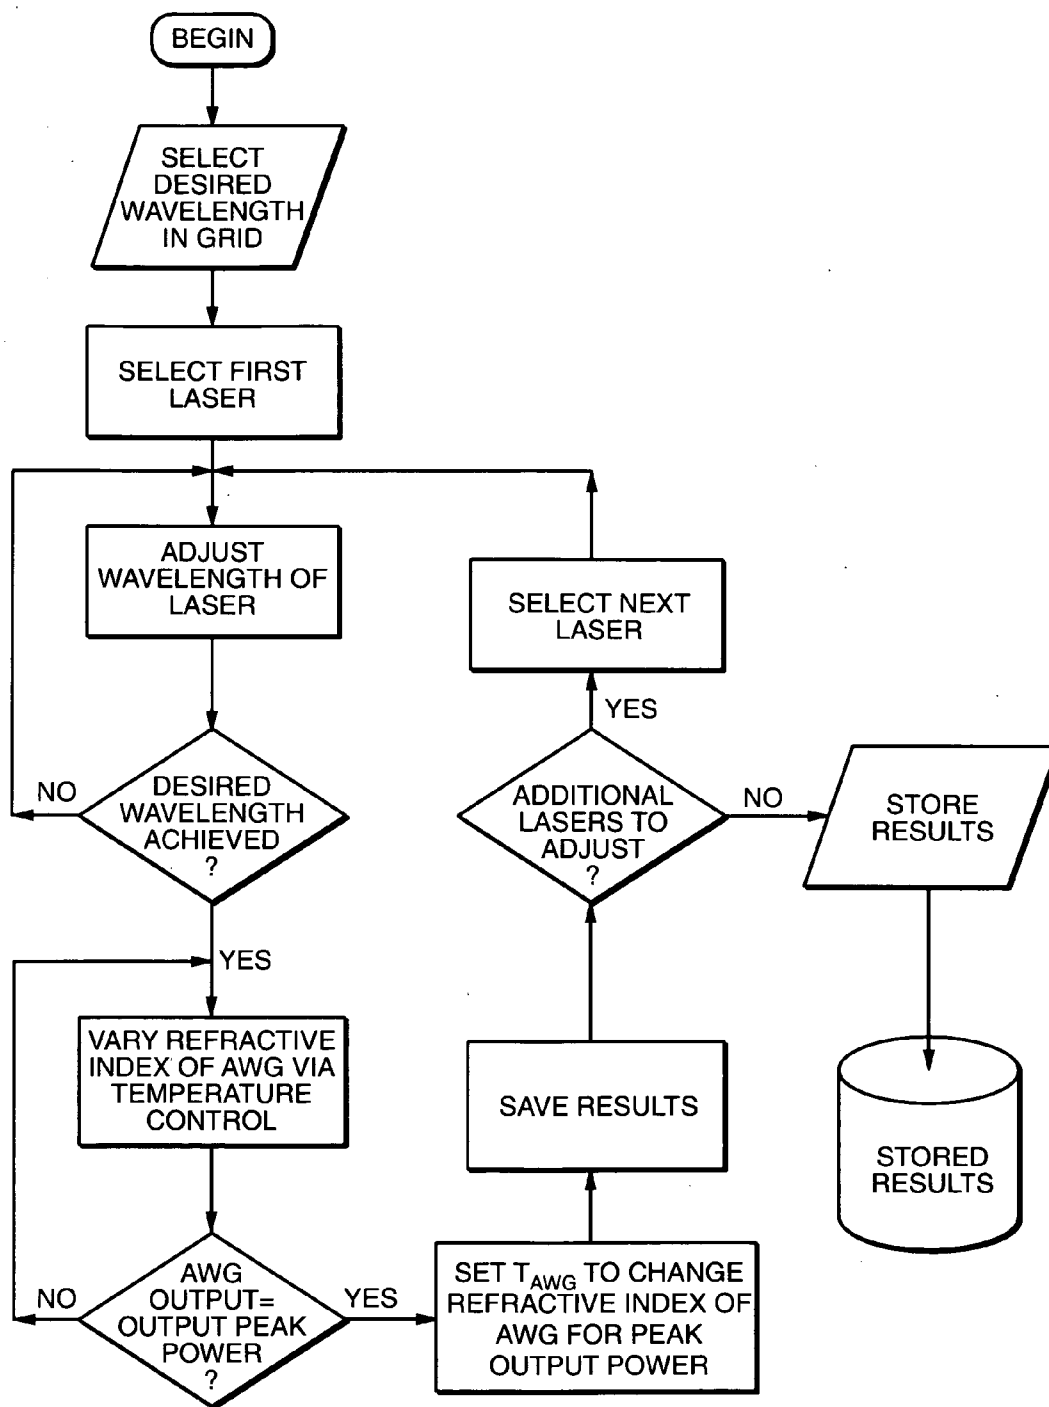 BEGIN
SELECT
DESIRED
WAVELENGTH
IN GRID
SELECT FIRST
LASER
ADJUST
WAVELENGTH OF
LASER
NO
DESIRED
WAVELENGTH
ACHIEVED
?
YES
VARY REFRACTIVE
INDEX OF AWG VIA
TEMPERATURE
CONTROL
NO
AWG
OUTPUT=
OUTPUT PEAK
POWER
?
YES
SET TAWG TO CHANGE
REFRACTIVE INDEX OF
AWG FOR PEAK
OUTPUT POWER
SAVE RESULTS
ADDITIONAL
LASERS TO
ADJUST
?
YES
SELECT NEXT
LASER
NO
STORE
RESULTS
STORED
RESULTS